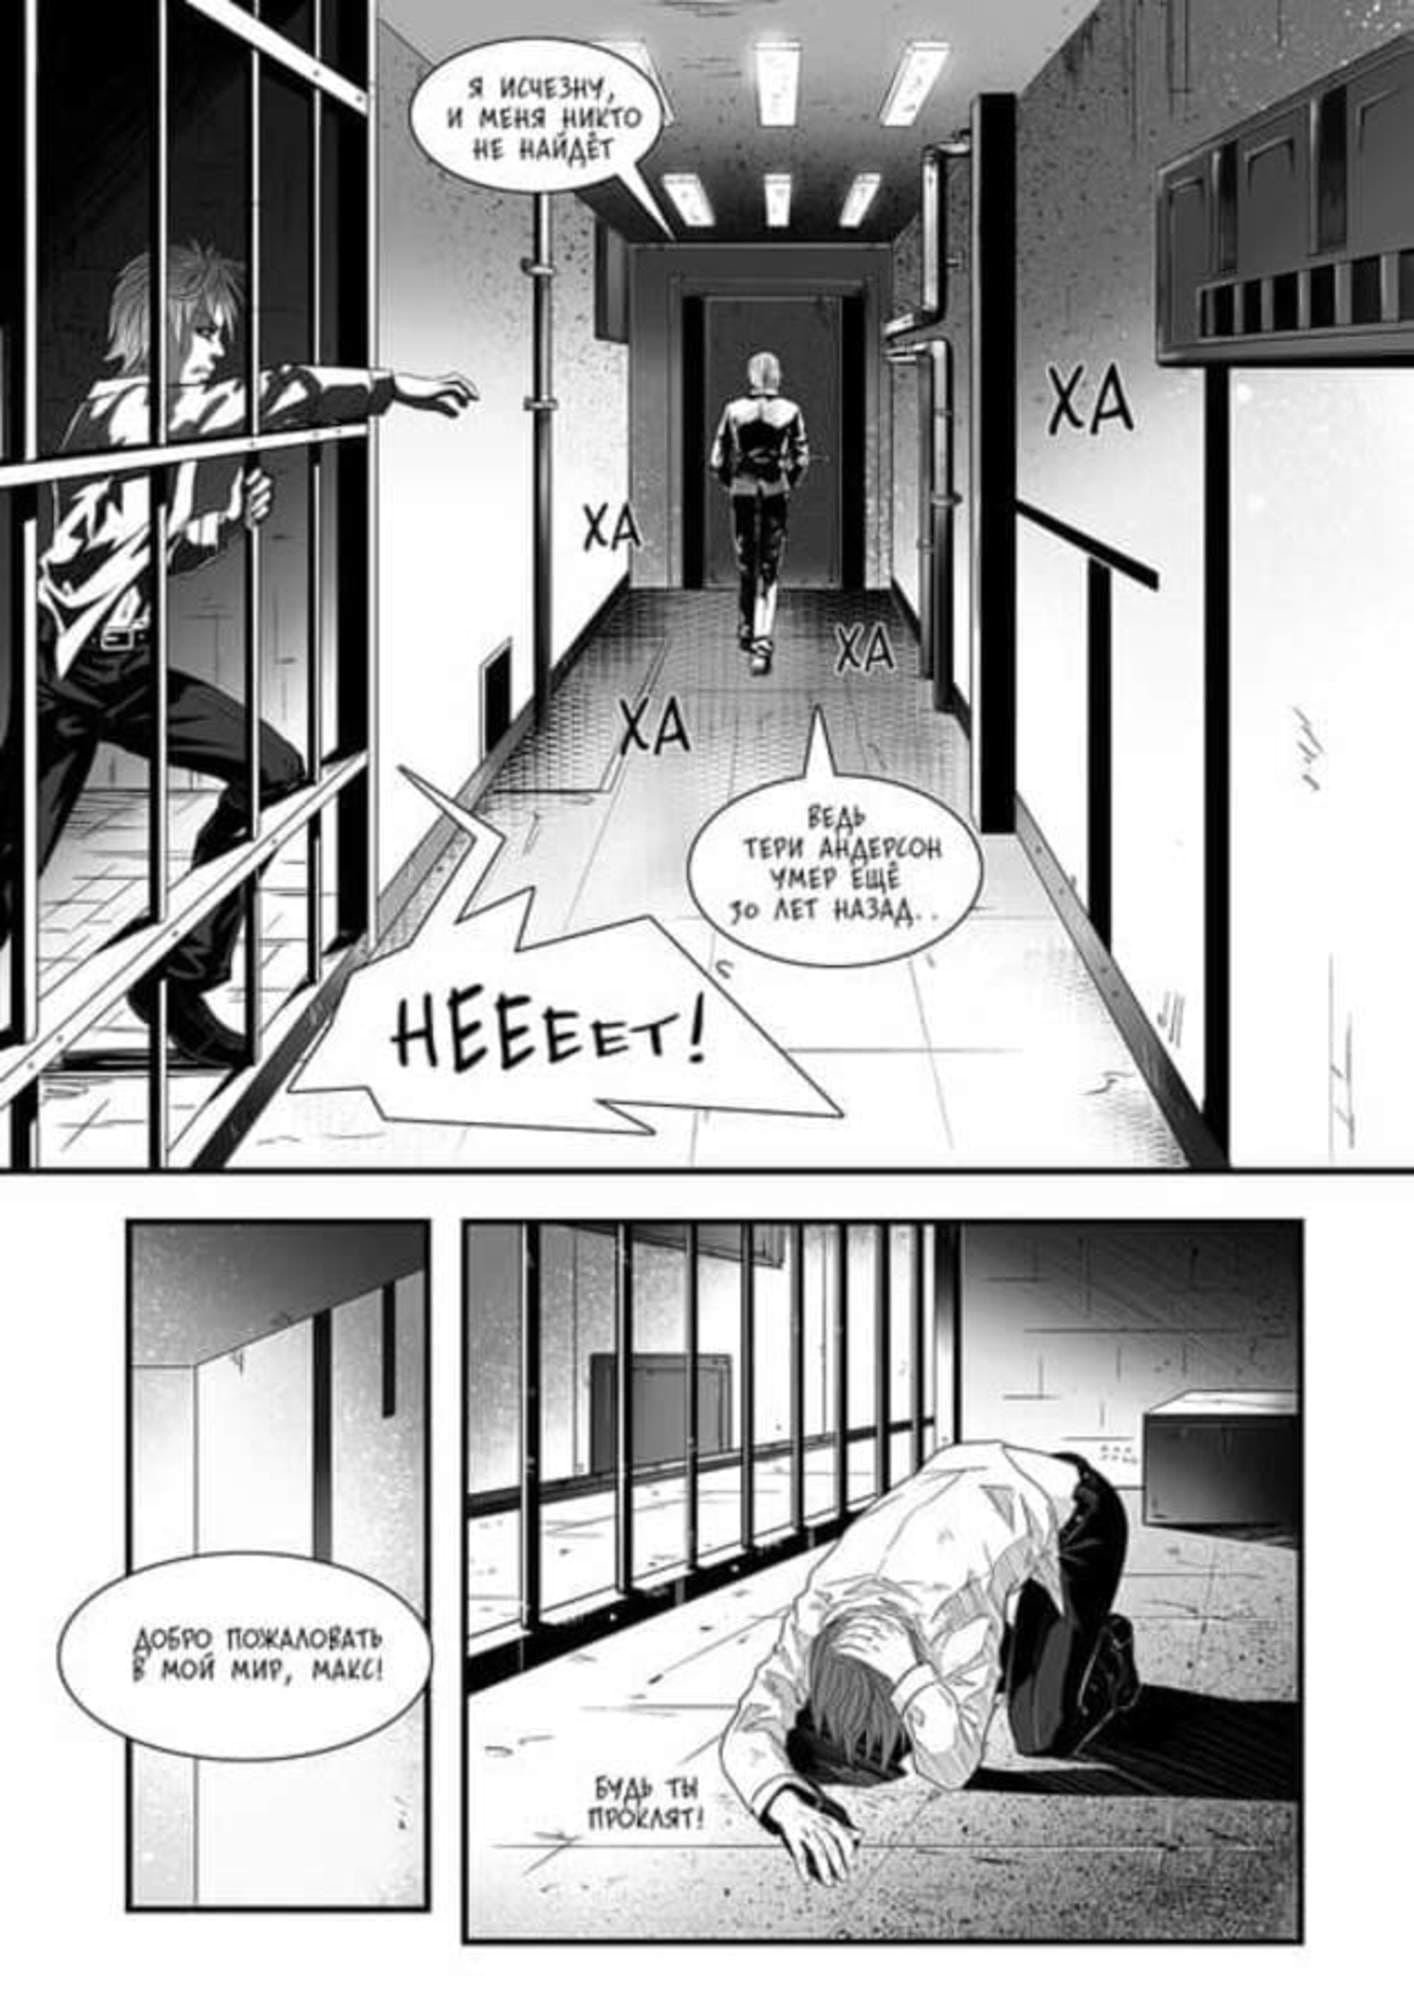 Я ИСЧЕЗНУ,
И МЕНЯ НИКТО
НЕ НАЙДЁТ
ХА
ХА
ХА
ХА
ВЕДЬ
ТЕРИ АНДЕРСОН
УМЕР ЕЩЁ
30 ЛЕТ НАЗАД..
НЕЕЕЕЕТ!
ДОБРО ПОЖАЛОВАТЬ
В МОЙ МИР, МАКС!
БУДЬ ТЫ
ПРОКЛЯТ!